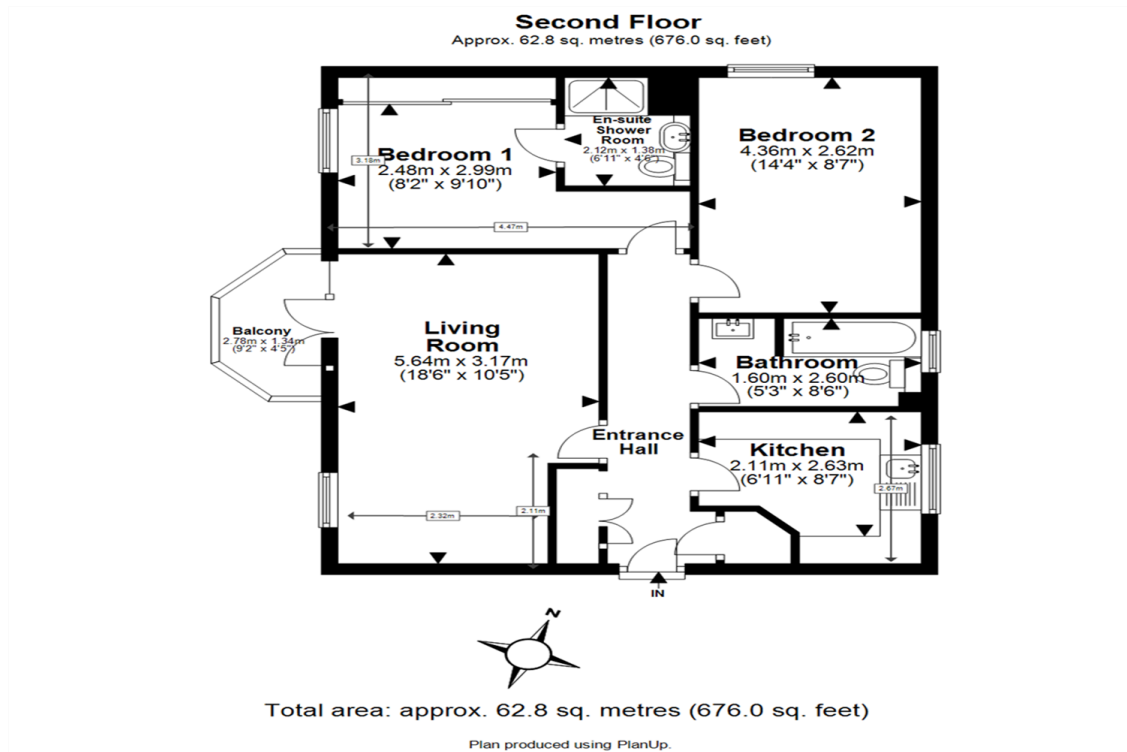 Second Floor
Approx. 62.8 sq. metres (676.0 sq. feet)
En-suite
Shower
Room
2.12m x 1.38m
(6'11" x 4'6")
Bedroom 1
2.48m x 2.99m
(8'2" x 9'10")
3.18m
4.47m
Bedroom 2
4.36m x 2.62m
(14'4" x 8'7")
Balcony
2.78m x 1.34m
(9'2" x 4'5")
Living
Room
5.64m x 3.17m
(18'6" x 10'5")
Bathroom
1.60m x 2.60m
(5'3" x 8'6")
Entrance
Hall
Kitchen
2.11m x 2.63m
(6'11" x 8'7")
2.67m
2.32m
2.11m
IN
N
Total area: approx. 62.8 sq. metres (676.0 sq. feet)
Plan produced using PlanUp.